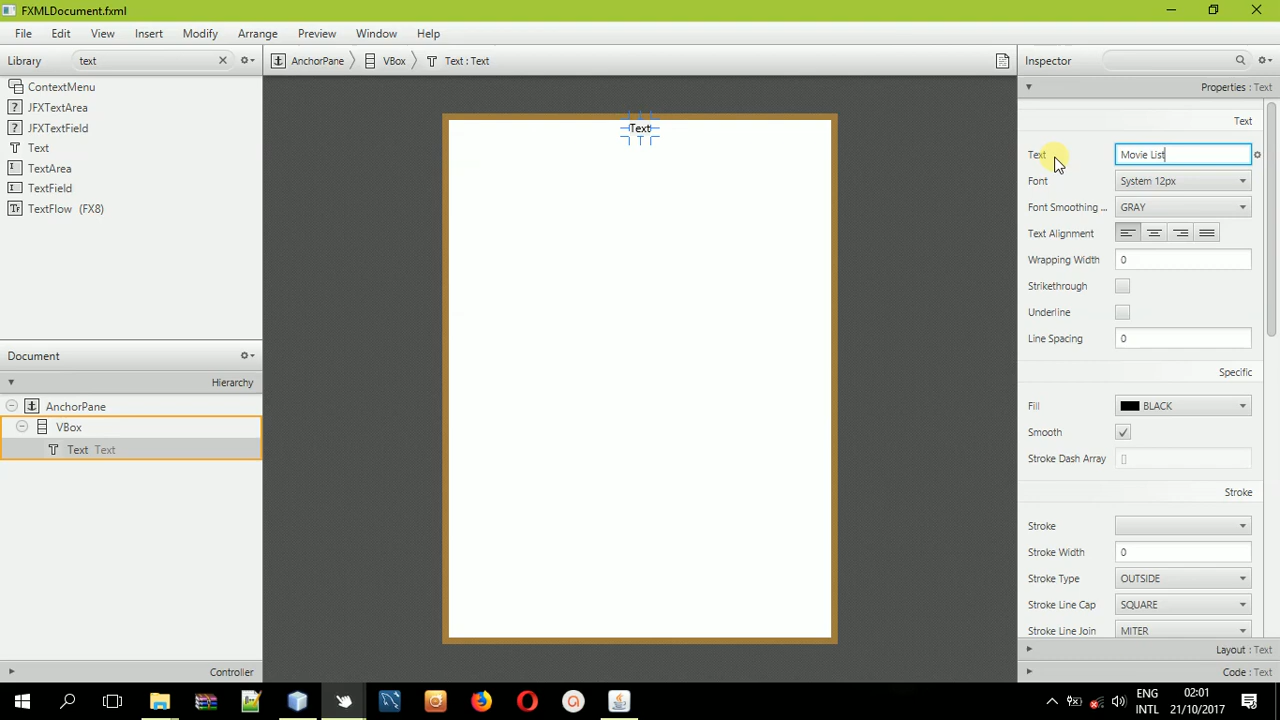 FXMLDocument.fxml
File Edit View Insert Modify Arrange Preview Window Help
Library text
ContextMenu
JFXTextArea
JFXTextField
Text
TextArea
TextField
TextFlow (FX8)
Document
Hierarchy
AnchorPane
VBox
Text Text
Controller
AnchorPane VBox Text : Text
Text
Inspector
Properties : Text
Text
Text Movie List
Font System 12px
Font Smoothing ... GRAY
Text Alignment
Wrapping Width 0
Strikethrough
Underline
Line Spacing 0
Specific
Fill BLACK
Smooth
Stroke Dash Array []
Stroke
Stroke
Stroke Width 0
Stroke Type OUTSIDE
Stroke Line Cap SQUARE
Stroke Line Join MITER
Layout : Text
Code : Text
ENG 02:01
INTL 21/10/2017